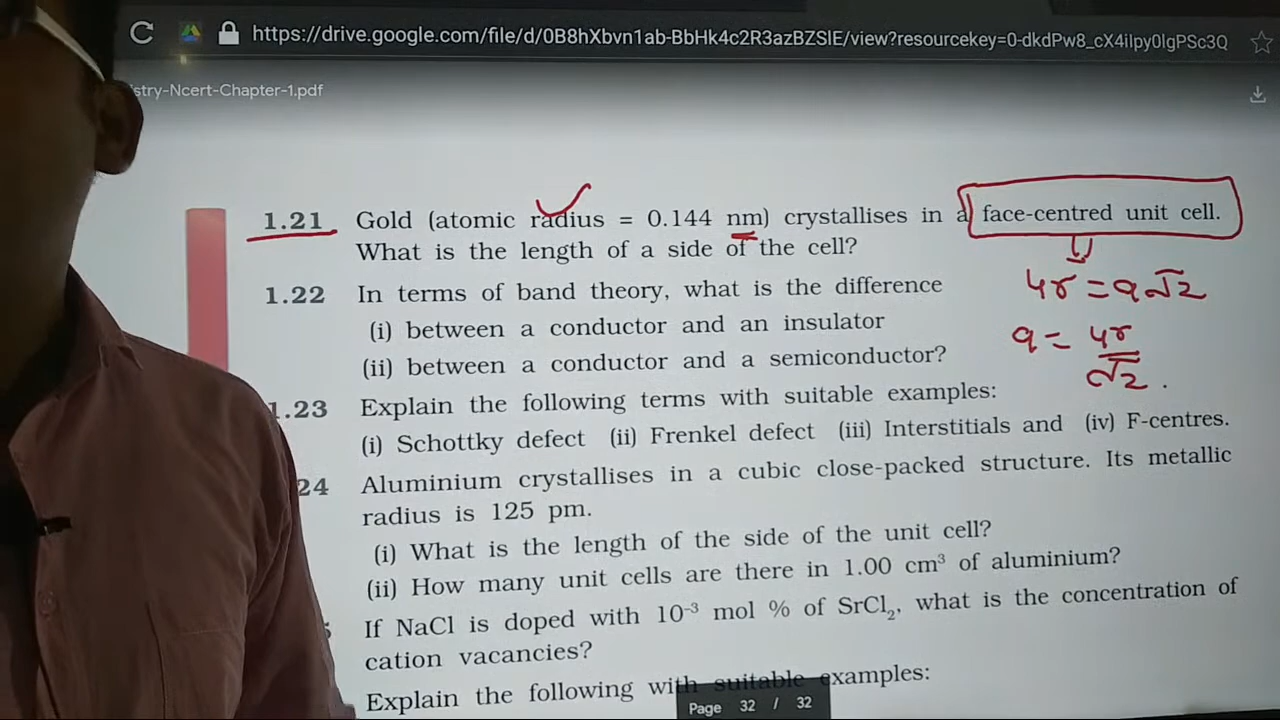 https://drive.google.com/file/d/0B8hXbvn1ab-BbHk4c2R3azBZSlE/view?resourcekey=0-dkdPw8_cX4ilpy0lgPSc3Q
stry-Ncert-Chapter-1.pdf
1.21 Gold (atomic radius = 0.144 nm) crystallises in a face-centred unit cell.
What is the length of a side of the cell?
4r = a√2
a = 4r/√2.
1.22 In terms of band theory, what is the difference
(i) between a conductor and an insulator
(ii) between a conductor and a semiconductor?
1.23 Explain the following terms with suitable examples:
(i) Schottky defect (ii) Frenkel defect (iii) Interstitials and (iv) F-centres.
24 Aluminium crystallises in a cubic close-packed structure. Its metallic
radius is 125 pm.
(i) What is the length of the side of the unit cell?
(ii) How many unit cells are there in 1.00 cm³ of aluminium?
If NaCl is doped with 10⁻³ mol % of SrCl₂, what is the concentration of
cation vacancies?
Explain the following with suitable examples:
Page 32 / 32